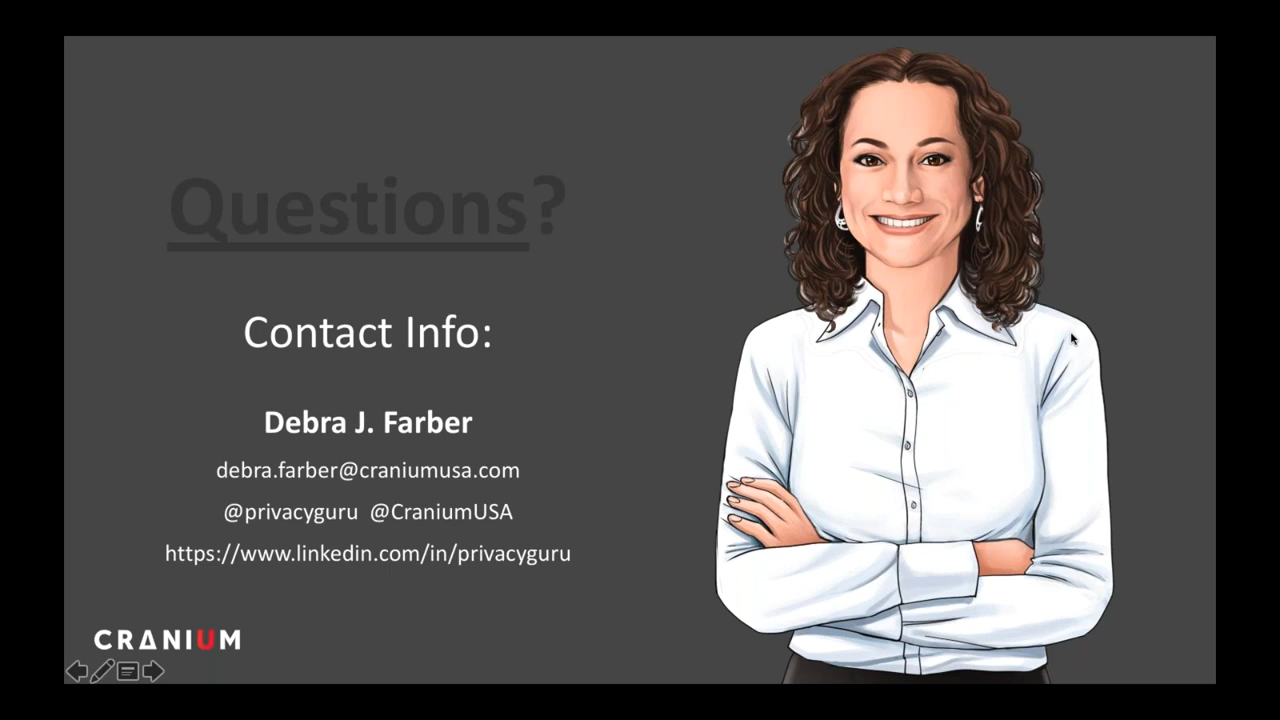 Questions?
Contact Info:
Debra J. Farber
debra.farber@craniumusa.com
@privacyguru @CraniumUSA
https://www.linkedin.com/in/privacyguru
CRANIUM